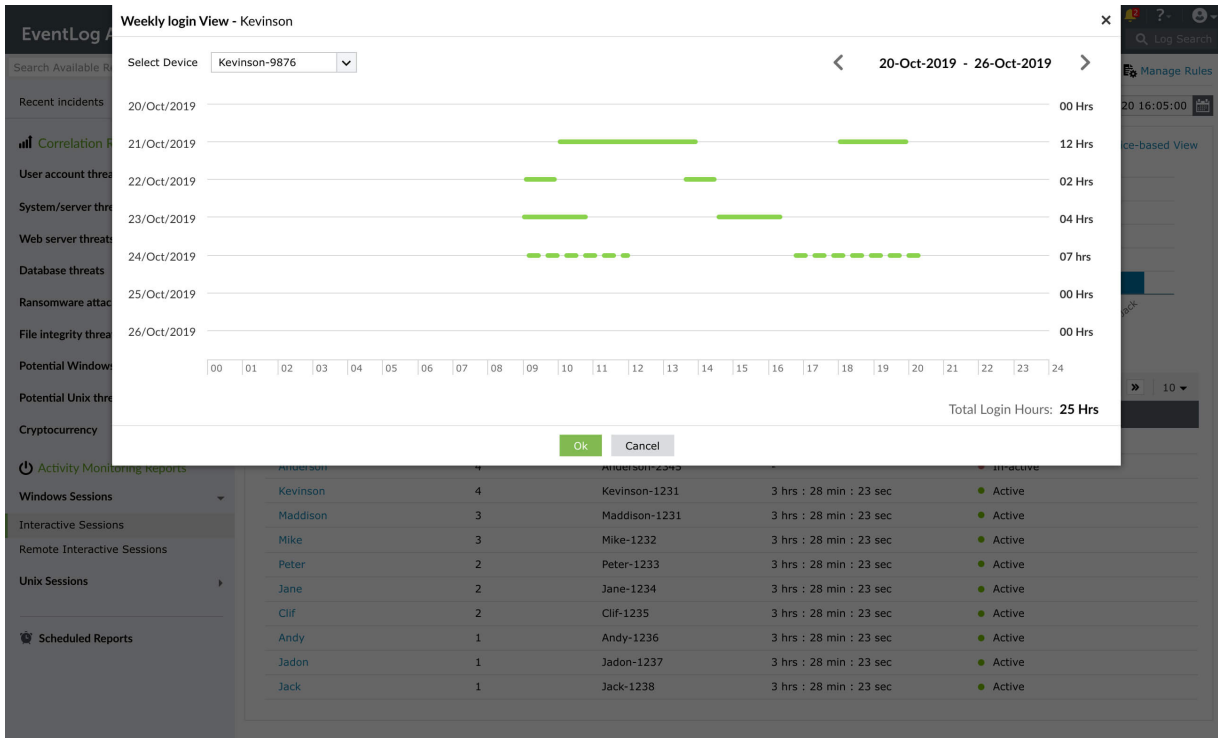 Weekly login View - Kevinson
EventLog A
2 ?
Log Search
Search Available Re
Select Device Kevinson-9876 20-Oct-2019 - 26-Oct-2019
Manage Rules
Recent incidents
20/Oct/2019 00 Hrs
20 16:05:00
Correlation R
21/Oct/2019 12 Hrs
ice-based View
User account threa
22/Oct/2019 02 Hrs
System/server thre
23/Oct/2019 04 Hrs
Web server threats
24/Oct/2019 07 hrs
Database threats
25/Oct/2019 00 Hrs
Ransomware attac
Jack
26/Oct/2019 00 Hrs
File integrity threa
Potential Windows
00 01 02 03 04 05 06 07 08 09 10 11 12 13 14 15 16 17 18 19 20 21 22 23 24
» 10
Potential Unix thre
Total Login Hours: 25 Hrs
Cryptocurrency
Ok Cancel
Activity Monitoring Reports
Anderson 4 Anderson-2345 - In-active
Windows Sessions
Kevinson 4 Kevinson-1231 3 hrs : 28 min : 23 sec Active
Maddison 3 Maddison-1231 3 hrs : 28 min : 23 sec Active
Interactive Sessions
Mike 3 Mike-1232 3 hrs : 28 min : 23 sec Active
Remote Interactive Sessions
Peter 2 Peter-1233 3 hrs : 28 min : 23 sec Active
Unix Sessions
Jane 2 Jane-1234 3 hrs : 28 min : 23 sec Active
Clif 2 Clif-1235 3 hrs : 28 min : 23 sec Active
Scheduled Reports
Andy 1 Andy-1236 3 hrs : 28 min : 23 sec Active
Jadon 1 Jadon-1237 3 hrs : 28 min : 23 sec Active
Jack 1 Jack-1238 3 hrs : 28 min : 23 sec Active